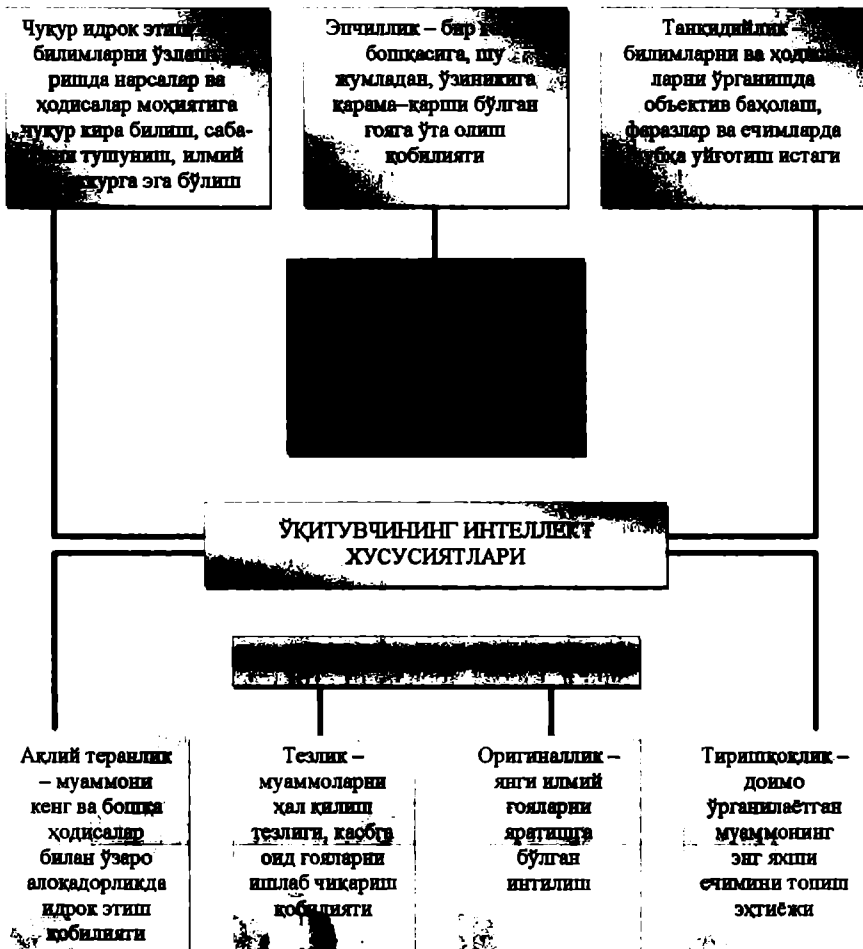 Чуқур идрок этиш
билимларни ўзлаш
ришда нарсалар ва
ҳодисалар моҳиятига
чуқур кира билиш, саба-
тушуниш, илмий
эга бўлиш
Эпчиллик – бир
бошқасига, шу
жумладан, ўзиникига
қарама–қарши бўлган
ғояга ўта олиш
қобилияти
Танқидийлик –
билимларни ва
ларни ўрганишда
объектив баҳолаш,
фаразлар ва ечимларда
уйғотиш истаги
ЎҚИТУВЧИНИНГ ИНТЕЛЛЕКТ
ХУСУСИЯТЛАРИ
Ақлий теранлик
– муаммони
кенг ва бошқа
ҳодисалар
билан ўзаро
алоқадорликда
идрок этиш
қобилияти
Тезлик –
муаммоларни
ҳал қилиш
тезлиги, касбга
оид ғояларни
ишлаб чиқариш
қобилияти
Оригиналлик –
янги илмий
ғояларни
яратишга
бўлган
интилиш
Тиришқоқлик –
доимо
ўрганилаётган
муаммонинг
энг яхши
ечимини топиш
эҳтиёжи